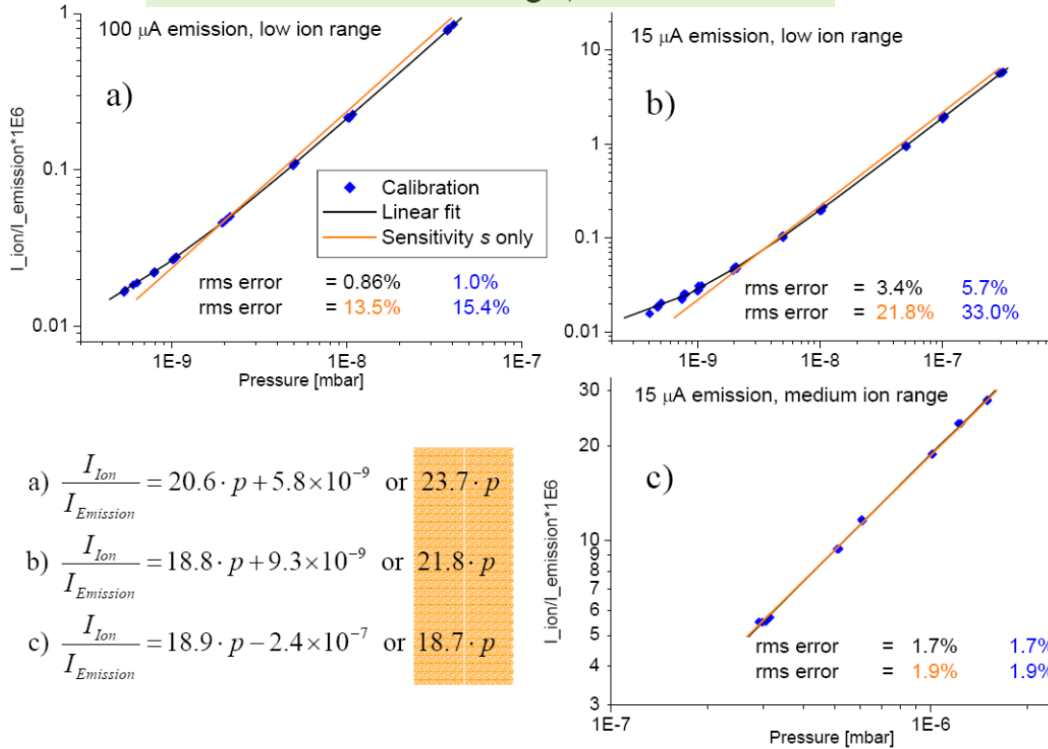 100 μA emission, low ion range
a)
I_ion/I_emission*1E6
1
0.1
0.01
Calibration
Linear fit
Sensitivity s only
rms error = 0.86% 1.0%
rms error = 13.5% 15.4%
1E-9 1E-8 1E-7
Pressure [mbar]
15 μA emission, low ion range
b)
10
1
0.1
0.01
rms error = 3.4% 5.7%
rms error = 21.8% 33.0%
1E-9 1E-8 1E-7
a) I_Ion / I_Emission = 20.6 · p + 5.8 × 10⁻⁹ or 23.7 · p
b) I_Ion / I_Emission = 18.8 · p + 9.3 × 10⁻⁹ or 21.8 · p
c) I_Ion / I_Emission = 18.9 · p − 2.4 × 10⁻⁷ or 18.7 · p
15 μA emission, medium ion range
c)
I_ion/I_emission*1E6
30
20
10
9
8
7
6
5
4
3
rms error = 1.7% 1.7%
rms error = 1.9% 1.9%
1E-7 1E-6
Pressure [mbar]